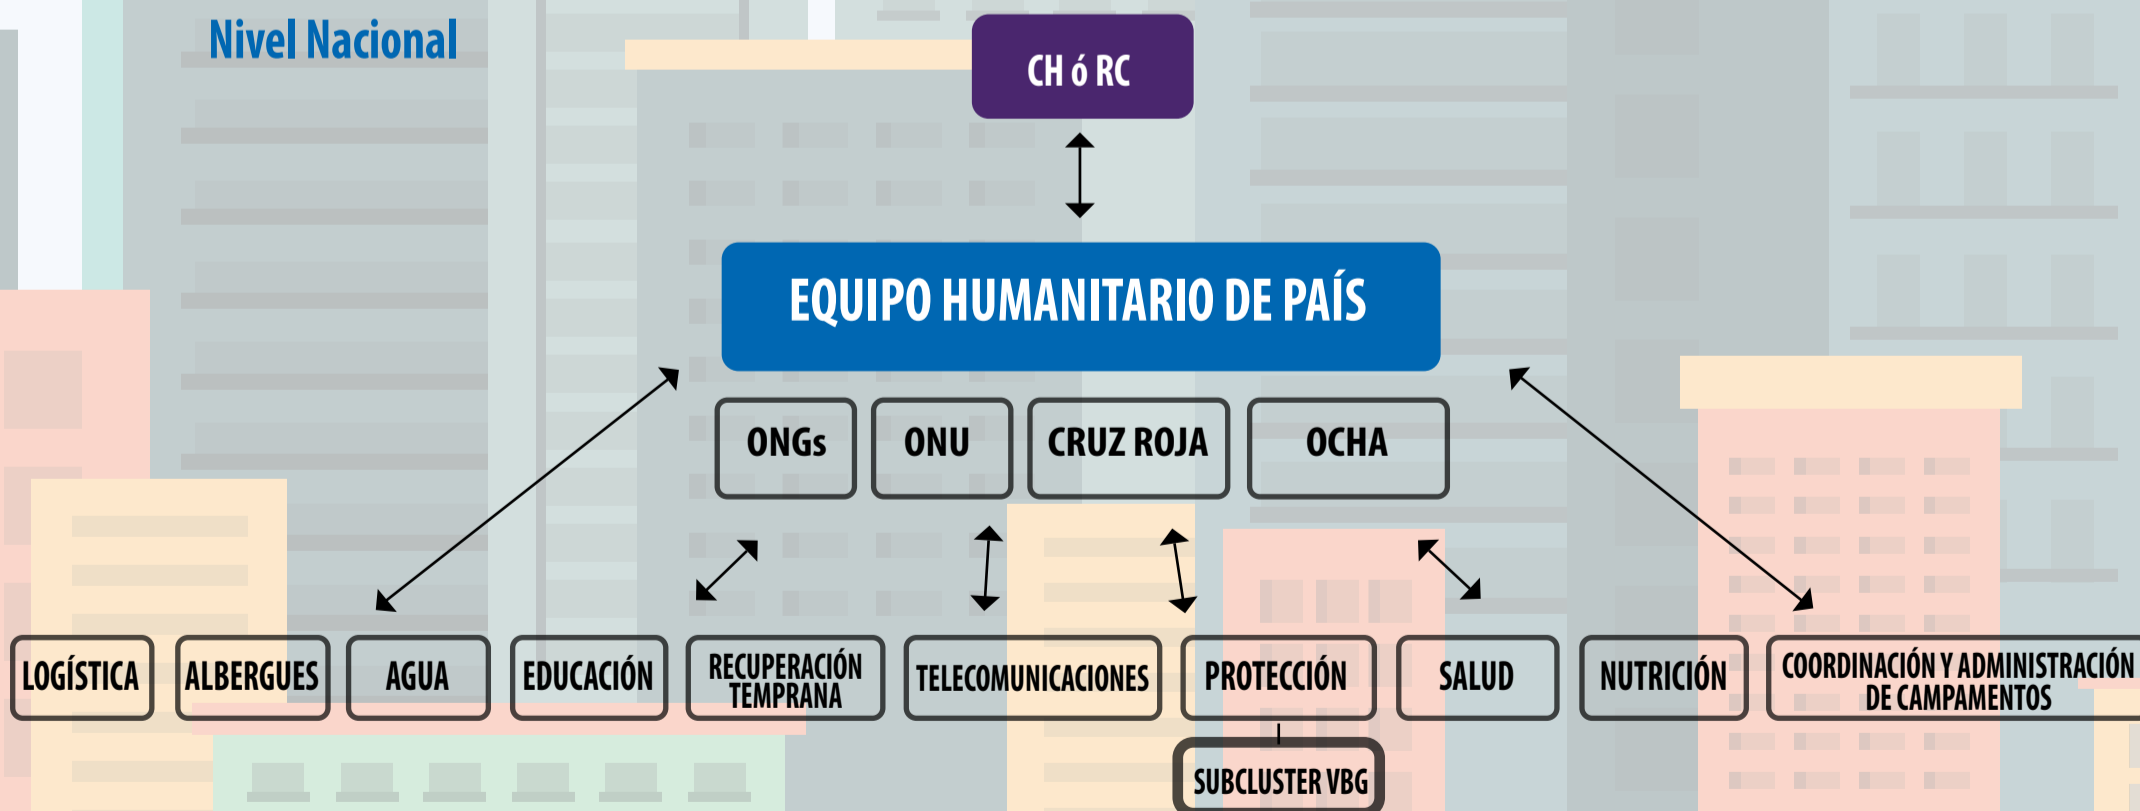 Nivel Nacional
CH ó RC
EQUIPO HUMANITARIO DE PAÍS
ONGs
ONU
CRUZ ROJA
OCHA
LOGÍSTICA
ALBERGUES
AGUA
EDUCACIÓN
RECUPERACIÓN
TEMPRANA
TELECOMUNICACIONES
PROTECCIÓN
SALUD
NUTRICIÓN
COORDINACIÓN Y ADMINISTRACIÓN
DE CAMPAMENTOS
SUBCLUSTER VBG